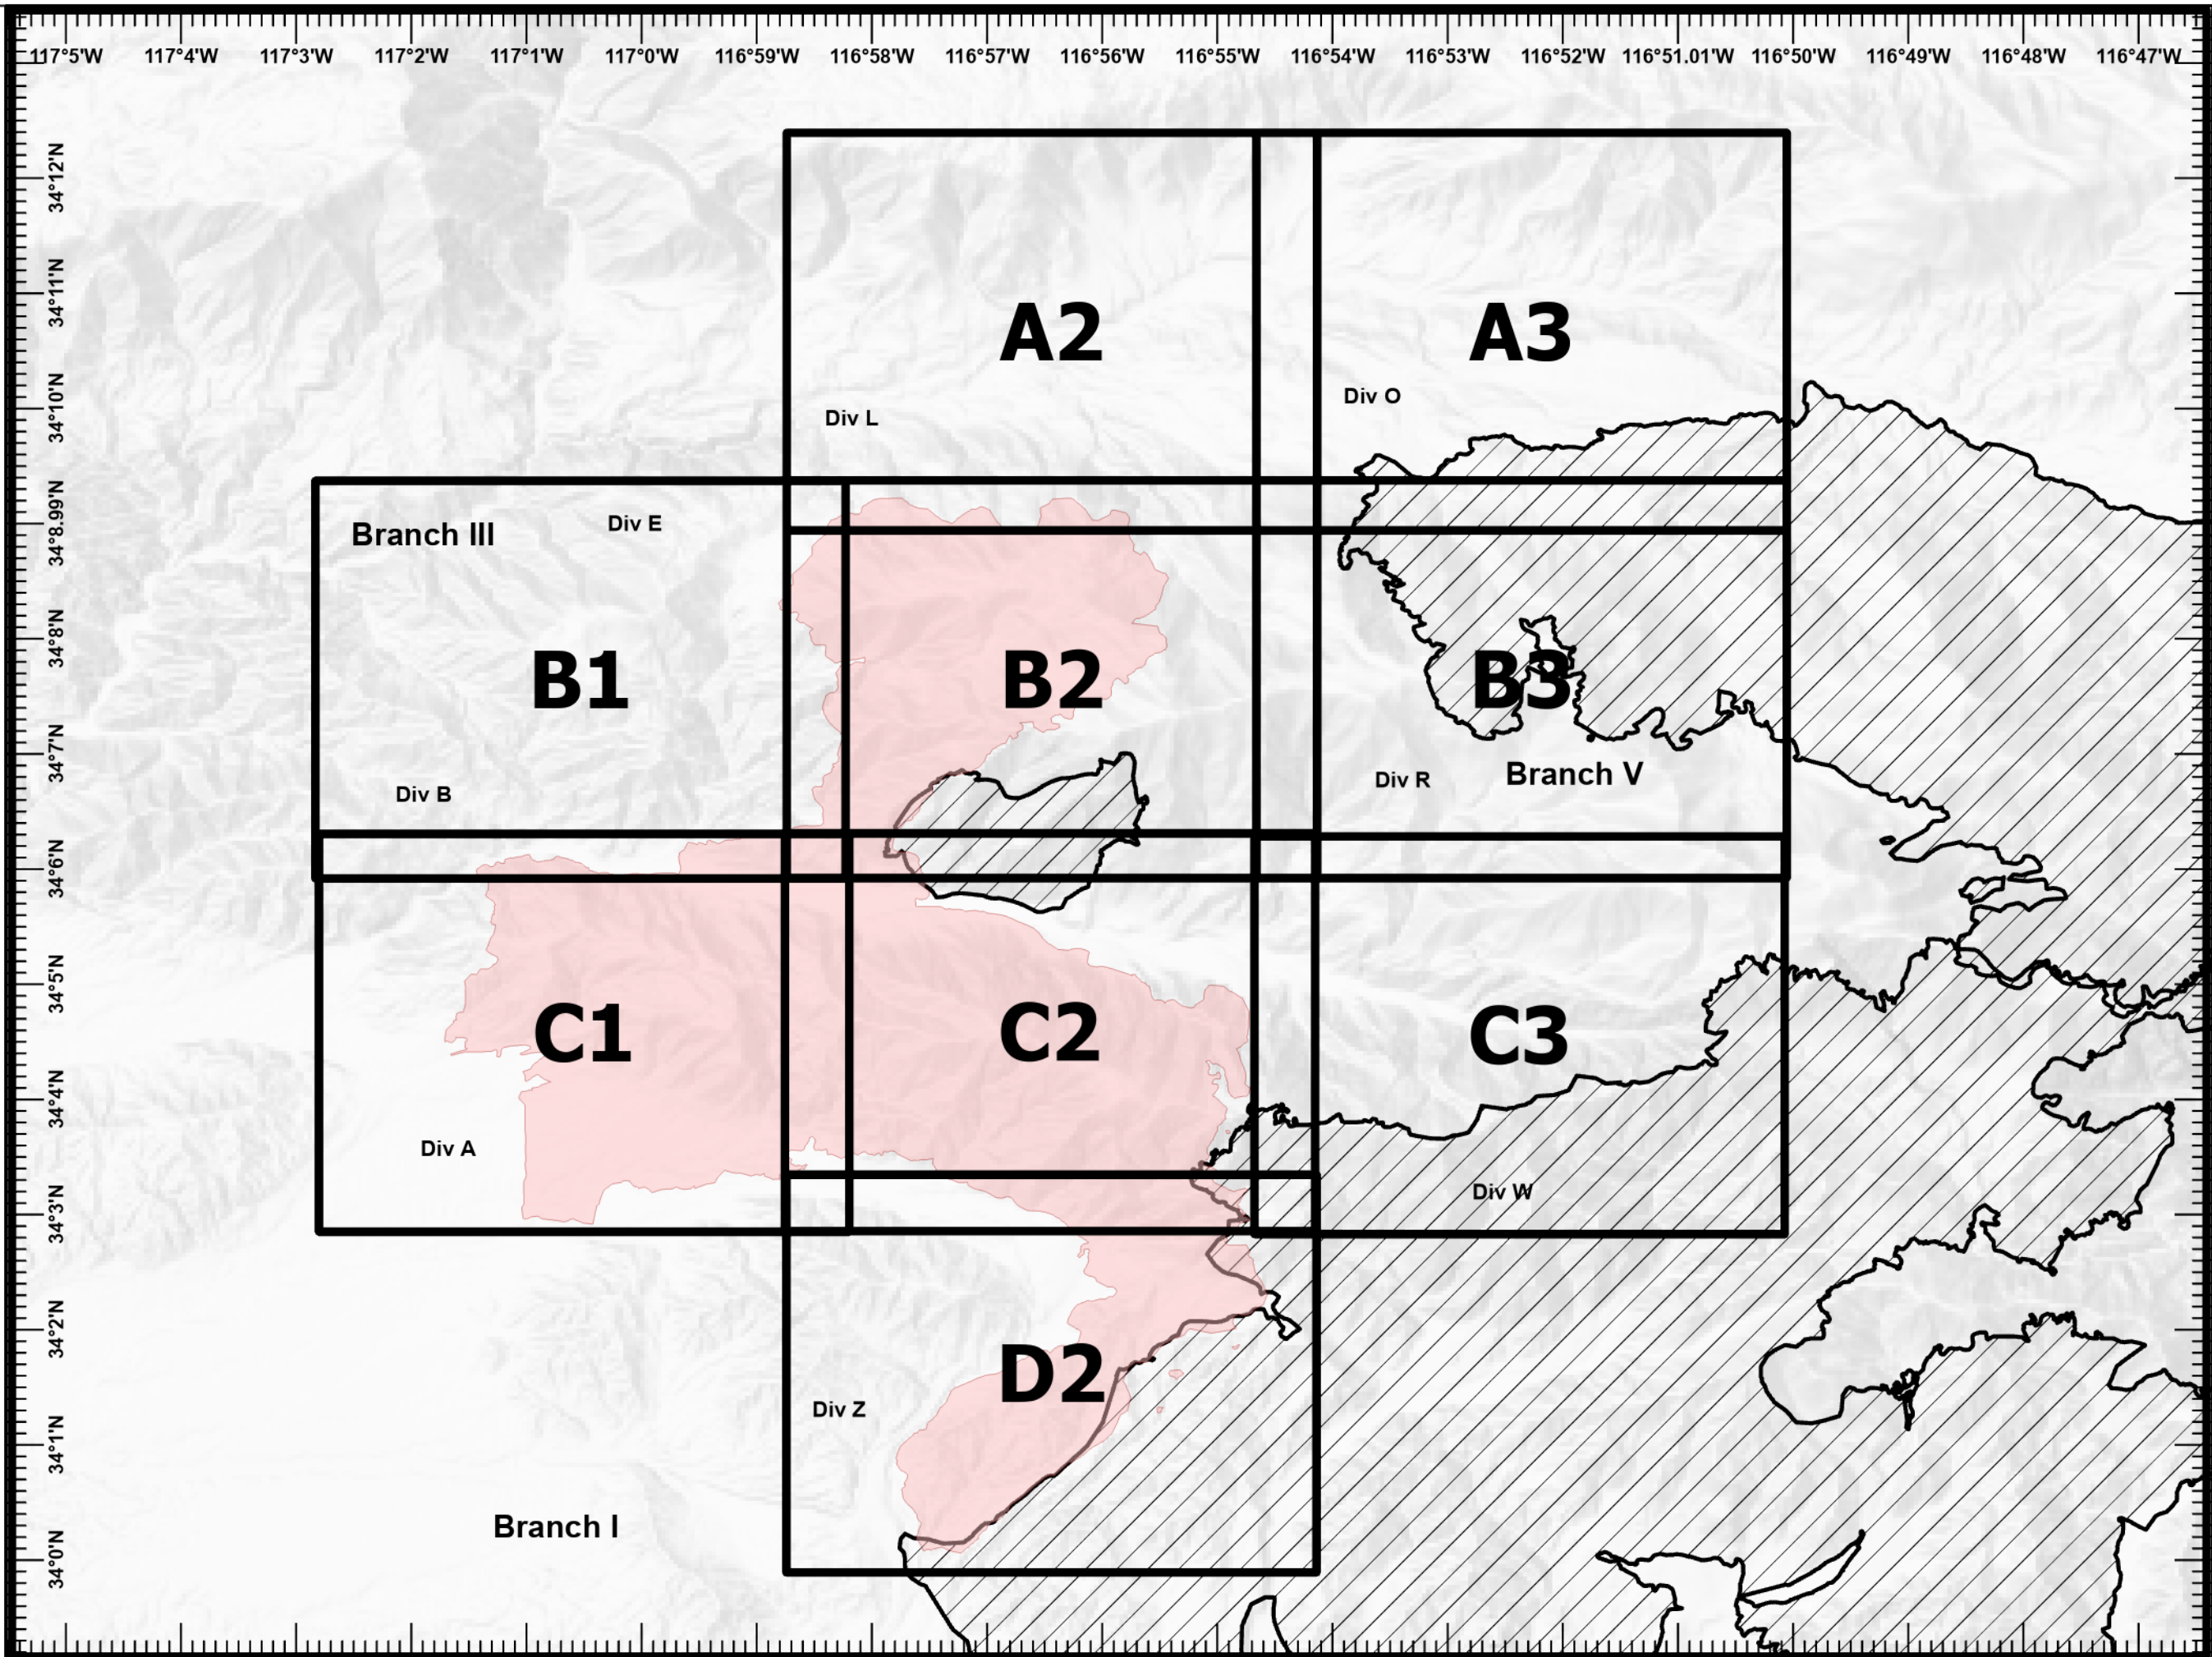 117°5'W 117°4'W 117°3'W 117°2'W 117°1'W 117°0'W 116°59'W 116°58'W 116°57'W 116°56'W 116°55'W 116°54'W 116°53'W 116°52'W 116°51.01'W 116°50'W 116°49'W 116°48'W 116°47'W
34°12'N
34°11'N
A2 A3
Div O
34°10'N
Div L
34°8.99'N
Branch III Div E
34°8'N
B1 B2 B3
34°7'N
Div R Branch V
Div B
34°6'N
34°5'N
C1 C2 C3
34°4'N
Div A
34°3'N
Div W
34°2'N
D2
Div Z
34°1'N
Branch I
34°0'N